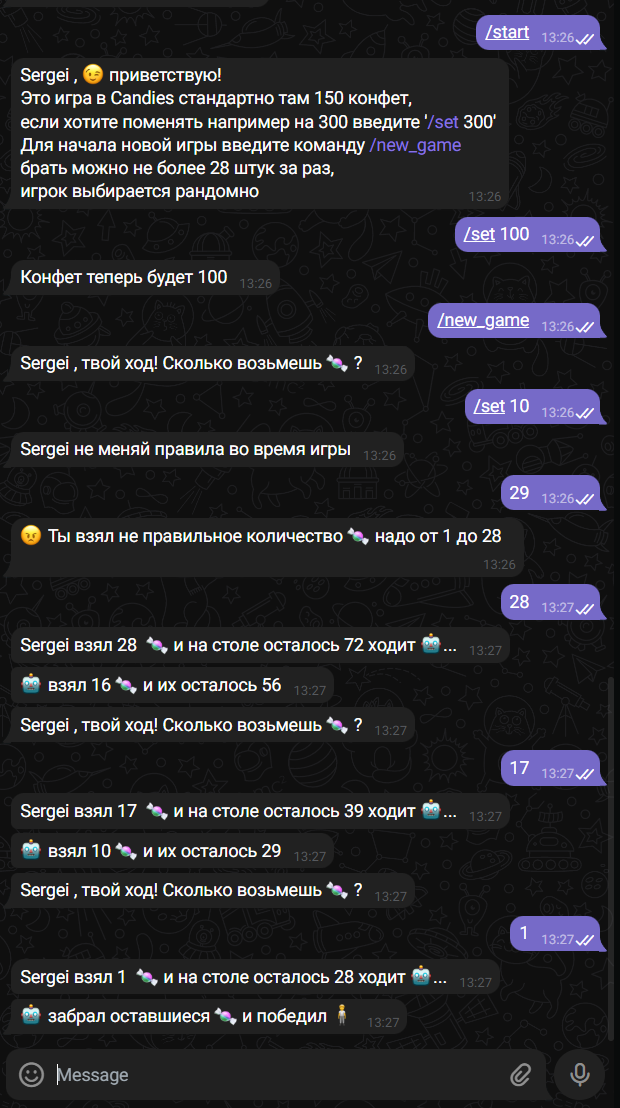 /start 13:26
Sergei , 😉 приветствую!
Это игра в Candies стандартно там 150 конфет,
если хотите поменять например на 300 введите '/set 300'
Для начала новой игры введите команду /new_game
брать можно не более 28 штук за раз,
игрок выбирается рандомно 13:26
/set 100 13:26
Конфет теперь будет 100 13:26
/new_game 13:26
Sergei , твой ход! Сколько возьмешь 🍬 ? 13:26
/set 10 13:26
Sergei не меняй правила во время игры 13:26
29 13:26
😠 Ты взял не правильное количество 🍬 надо от 1 до 28
13:26
28 13:27
Sergei взял 28 🍬 и на столе осталось 72 ходит 🤖... 13:27
🤖 взял 16 🍬 и их осталось 56 13:27
Sergei , твой ход! Сколько возьмешь 🍬 ? 13:27
17 13:27
Sergei взял 17 🍬 и на столе осталось 39 ходит 🤖... 13:27
🤖 взял 10 🍬 и их осталось 29 13:27
Sergei , твой ход! Сколько возьмешь 🍬 ? 13:27
1 13:27
Sergei взял 1 🍬 и на столе осталось 28 ходит 🤖... 13:27
🤖 забрал оставшиеся 🍬 и победил 🧍 13:27
Message